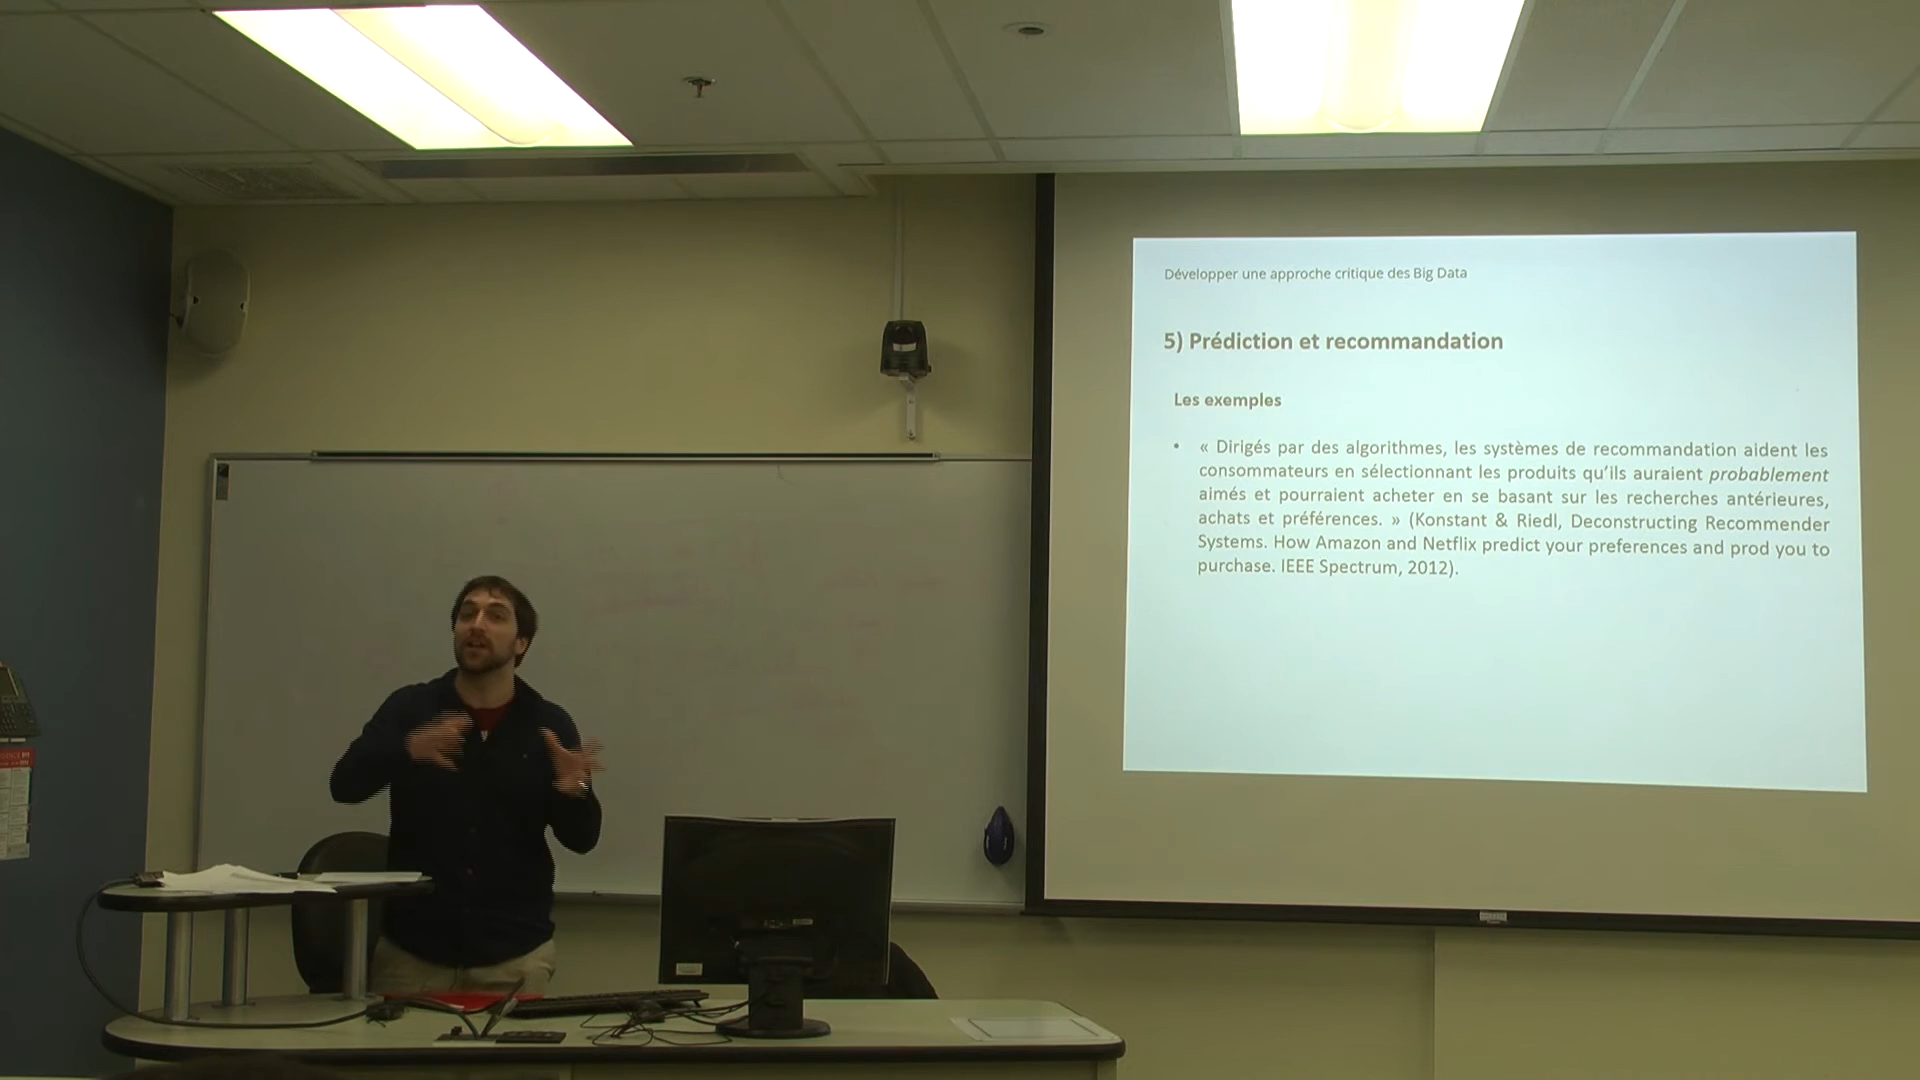 Développer une approche critique des Big Data
5) Prédiction et recommandation
Les exemples
• « Dirigés par des algorithmes, les systèmes de recommandation aident les
consommateurs en sélectionnant les produits qu'ils auraient probablement
aimés et pourraient acheter en se basant sur les recherches antérieures,
achats et préférences. » (Konstant & Riedl, Deconstructing Recommender
Systems. How Amazon and Netflix predict your preferences and prod you to
purchase. IEEE Spectrum, 2012).